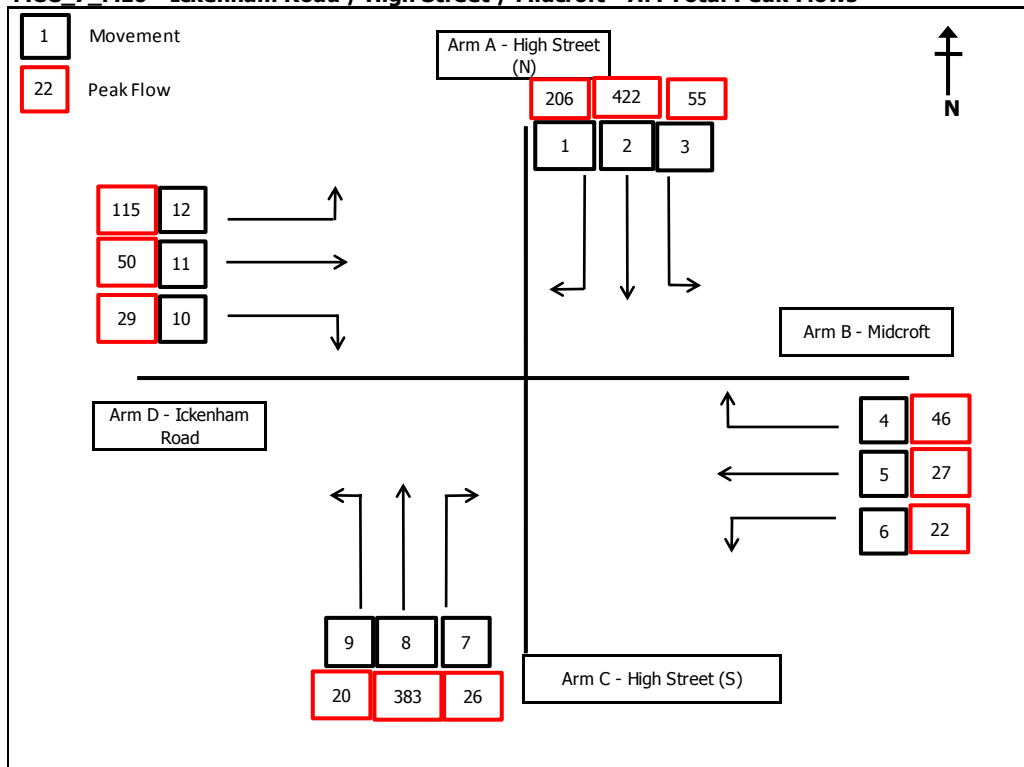 1 Movement
22 Peak Flow
Arm A - High Street
(N)
206 422 55
1 2 3
N
115 12
50 11
29 10
Arm B - Midcroft
Arm D - Ickenham
Road
4 46
5 27
6 22
9 8 7
20 383 26
Arm C - High Street (S)